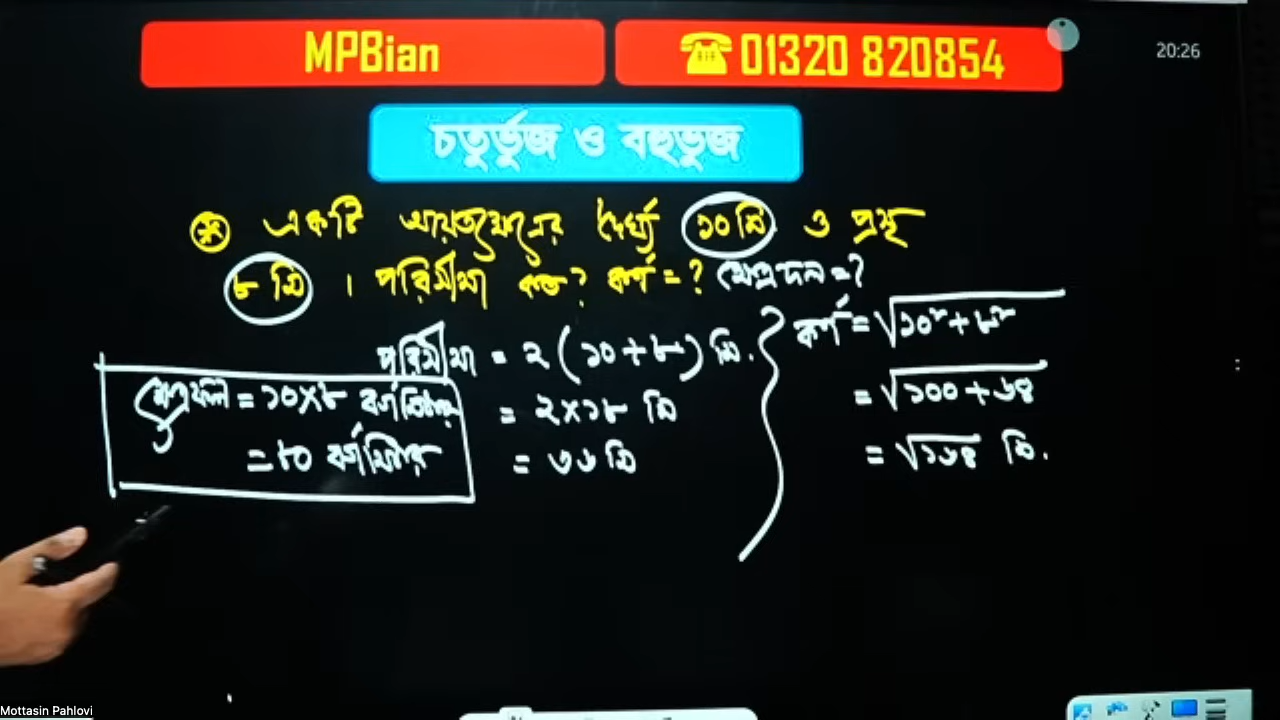 MPBian
☎ 01320 820854
20:26
চতুর্ভুজ ও বহুভুজ
একটি আয়তক্ষেত্রের দৈর্ঘ্য ১০ মি ও প্রস্থ
৮ মি । পরিসীমা কত? কর্ণ = ? ক্ষেত্রফল = ?
পরিসীমা = ২ (১০ + ৮) মি.
= ২ × ১৮ মি
= ৩৬ মি
কর্ণ = √১০² + ৮²
= √১০০ + ৬৪
= √১৬৪ মি.
ক্ষেত্রফল = ১০×৮ বর্গমিটার
= ৮০ বর্গমিটার
Mottasin Pahlovi